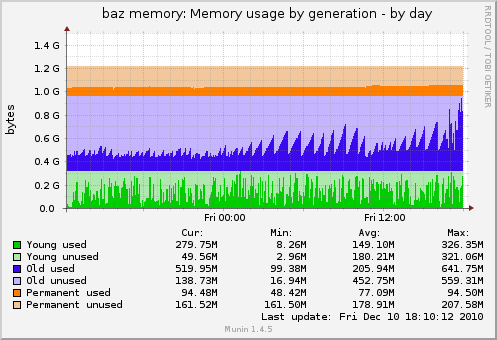 baz memory: Memory usage by generation - by day
RRDTOOL / TOBI OETIKER
bytes
1.4 G
1.2 G
1.0 G
0.8 G
0.6 G
0.4 G
0.2 G
0.0
Fri 00:00 Fri 12:00
Cur: Min: Avg: Max:
Young used 279.75M 8.26M 149.10M 326.35M
Young unused 49.56M 2.96M 180.21M 321.06M
Old used 519.95M 99.38M 205.94M 641.75M
Old unused 138.73M 16.94M 452.75M 559.31M
Permanent used 94.48M 48.42M 77.09M 94.50M
Permanent unused 161.52M 161.50M 178.91M 207.58M
Last update: Fri Dec 10 18:10:12 2010
Munin 1.4.5